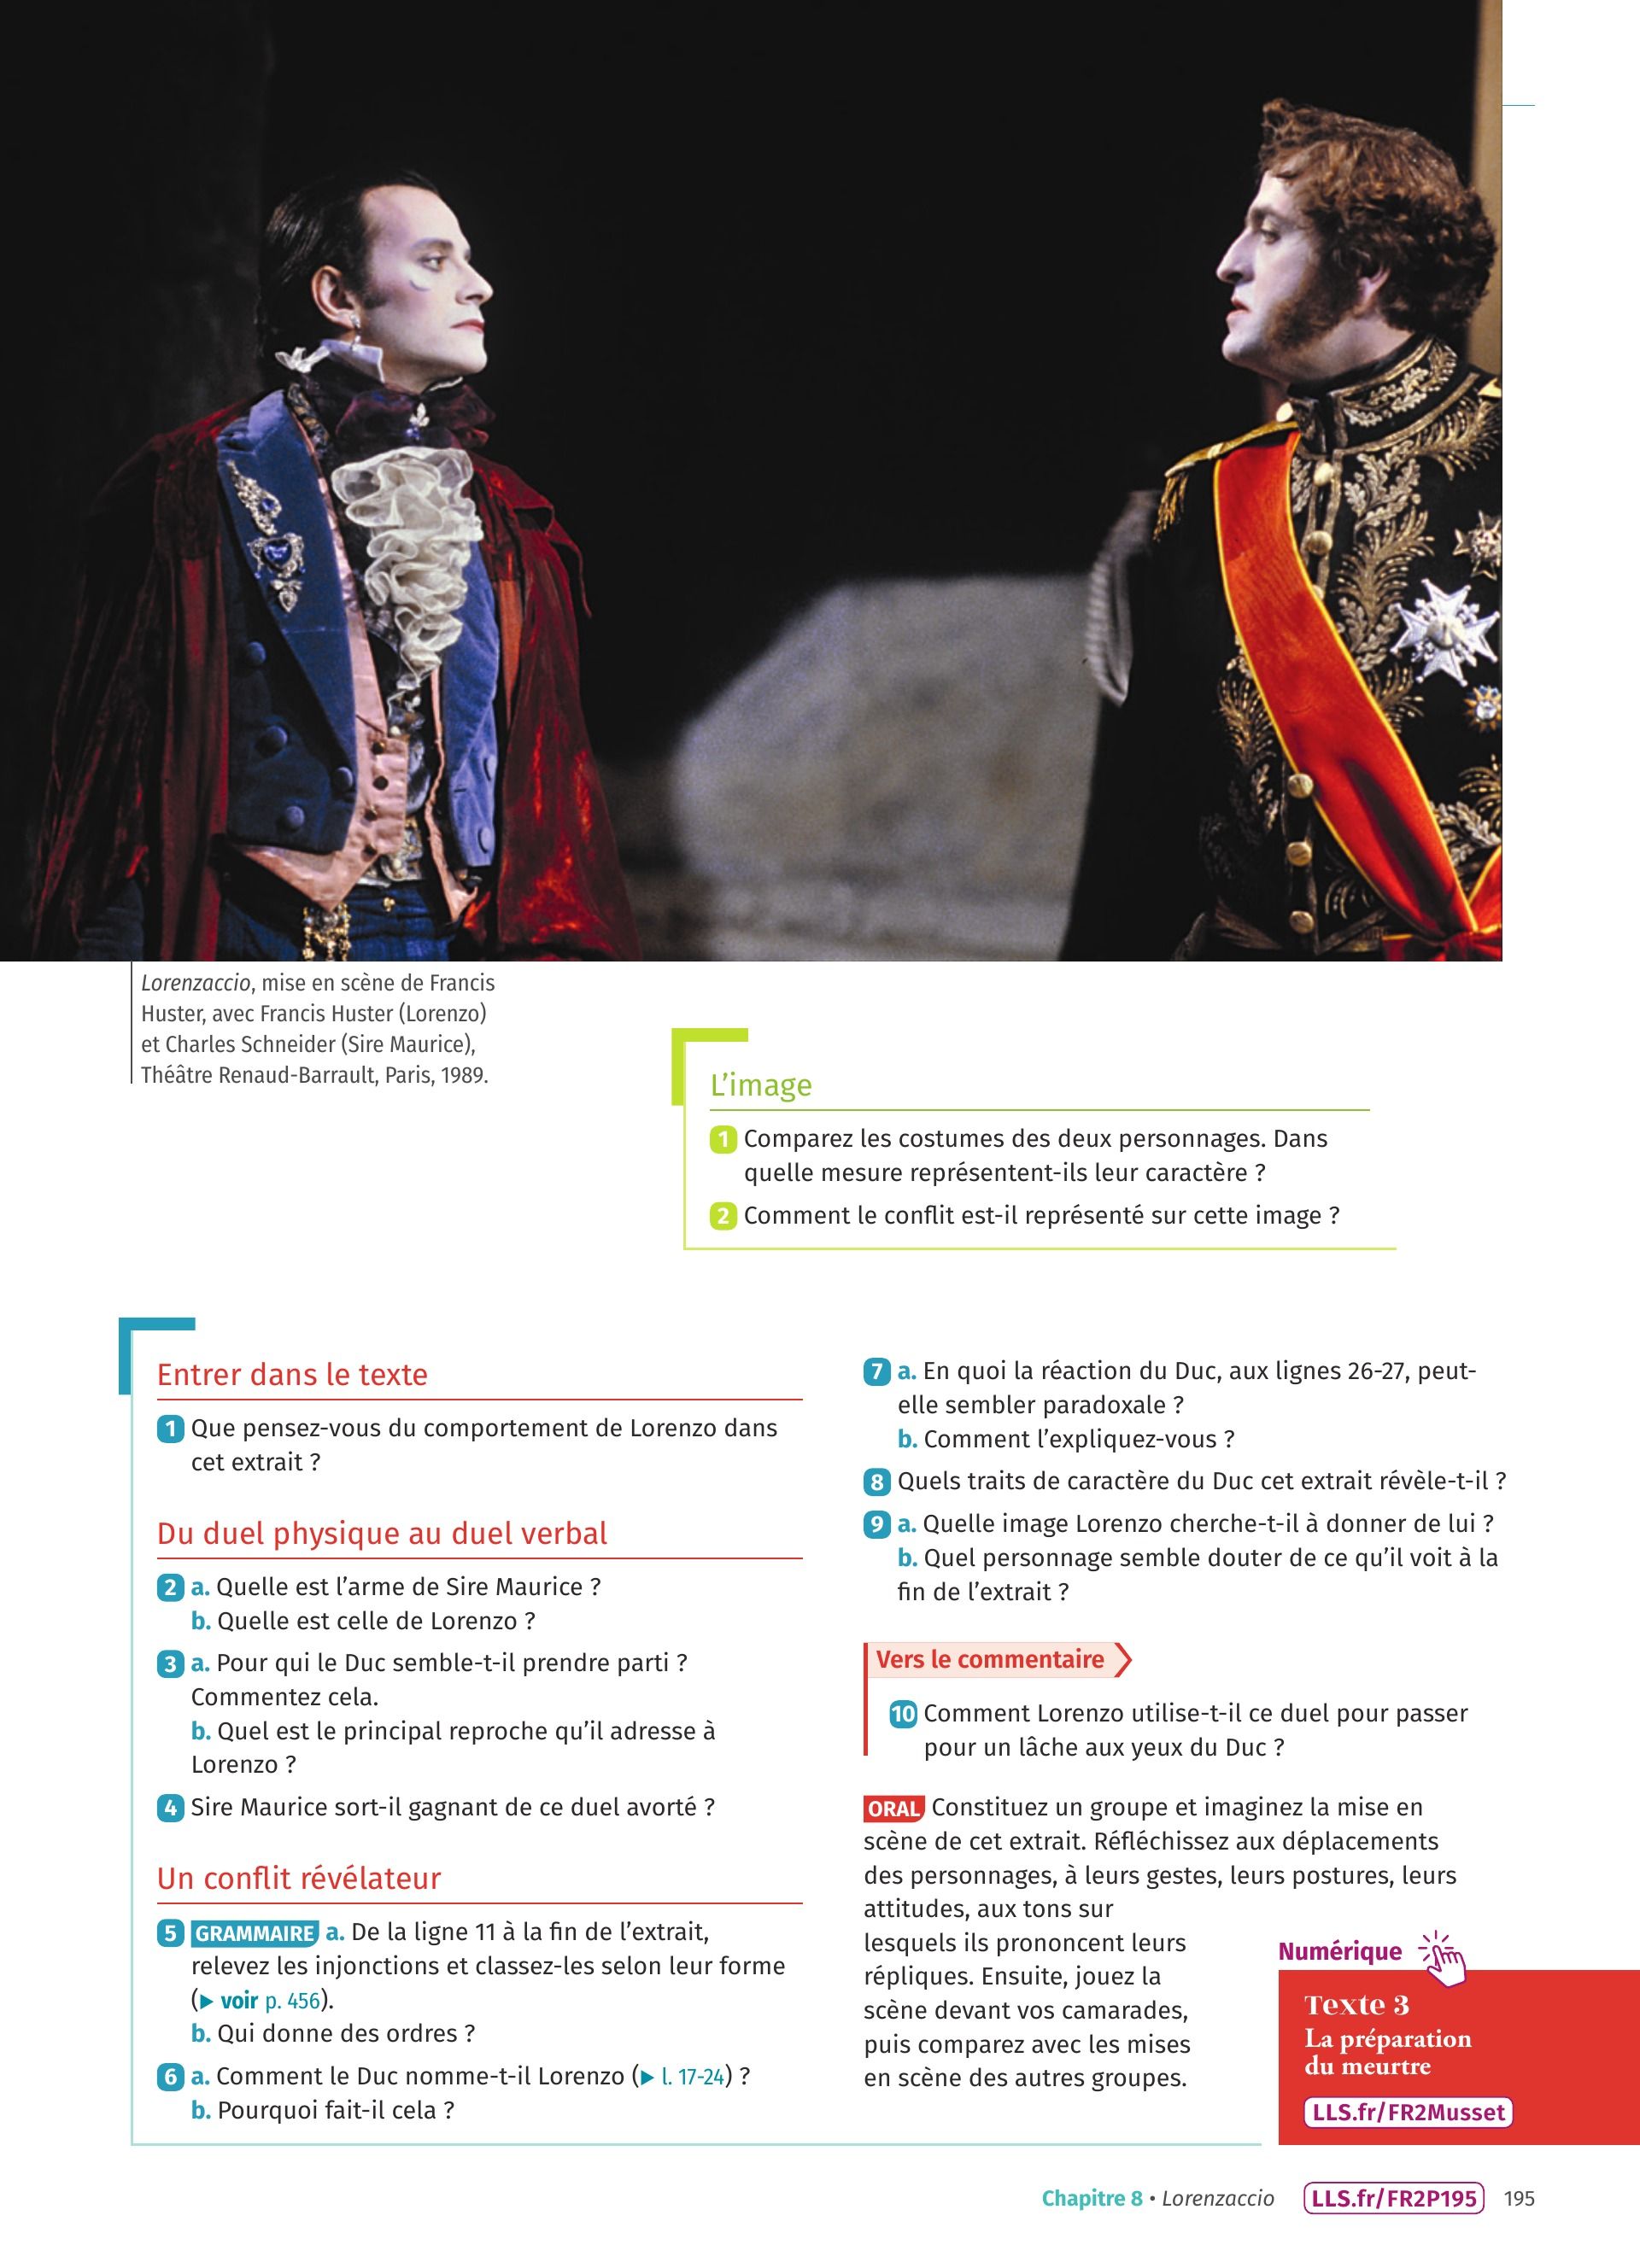 Lorenzaccio, mise en scène de Francis
Huster, avec Francis Huster (Lorenzo)
et Charles Schneider (Sire Maurice),
Théâtre Renaud-Barrault, Paris, 1989.
L'image
1 Comparez les costumes des deux personnages. Dans
quelle mesure représentent-ils leur caractère ?
2 Comment le conflit est-il représenté sur cette image ?
Entrer dans le texte
1 Que pensez-vous du comportement de Lorenzo dans
cet extrait ?
Du duel physique au duel verbal
2 a. Quelle est l'arme de Sire Maurice ?
b. Quelle est celle de Lorenzo ?
3 a. Pour qui le Duc semble-t-il prendre parti ?
Commentez cela.
b. Quel est le principal reproche qu'il adresse à
Lorenzo ?
4 Sire Maurice sort-il gagnant de ce duel avorté ?
Un conflit révélateur
5 GRAMMAIRE a. De la ligne 11 à la fin de l'extrait,
relevez les injonctions et classez-les selon leur forme
(▶ voir p. 456).
b. Qui donne des ordres ?
6 a. Comment le Duc nomme-t-il Lorenzo (▶ l. 17-24) ?
b. Pourquoi fait-il cela ?
7 a. En quoi la réaction du Duc, aux lignes 26-27, peut-
elle sembler paradoxale ?
b. Comment l'expliquez-vous ?
8 Quels traits de caractère du Duc cet extrait révèle-t-il ?
9 a. Quelle image Lorenzo cherche-t-il à donner de lui ?
b. Quel personnage semble douter de ce qu'il voit à la
fin de l'extrait ?
Vers le commentaire
10 Comment Lorenzo utilise-t-il ce duel pour passer
pour un lâche aux yeux du Duc ?
ORAL Constituez un groupe et imaginez la mise en
scène de cet extrait. Réfléchissez aux déplacements
des personnages, à leurs gestes, leurs postures, leurs
attitudes, aux tons sur
lesquels ils prononcent leurs
répliques. Ensuite, jouez la
scène devant vos camarades,
puis comparez avec les mises
en scène des autres groupes.
Numérique
Texte 3
La préparation
du meurtre
LLS.fr/FR2Musset
Chapitre 8 • Lorenzaccio LLS.fr/FR2P195 195